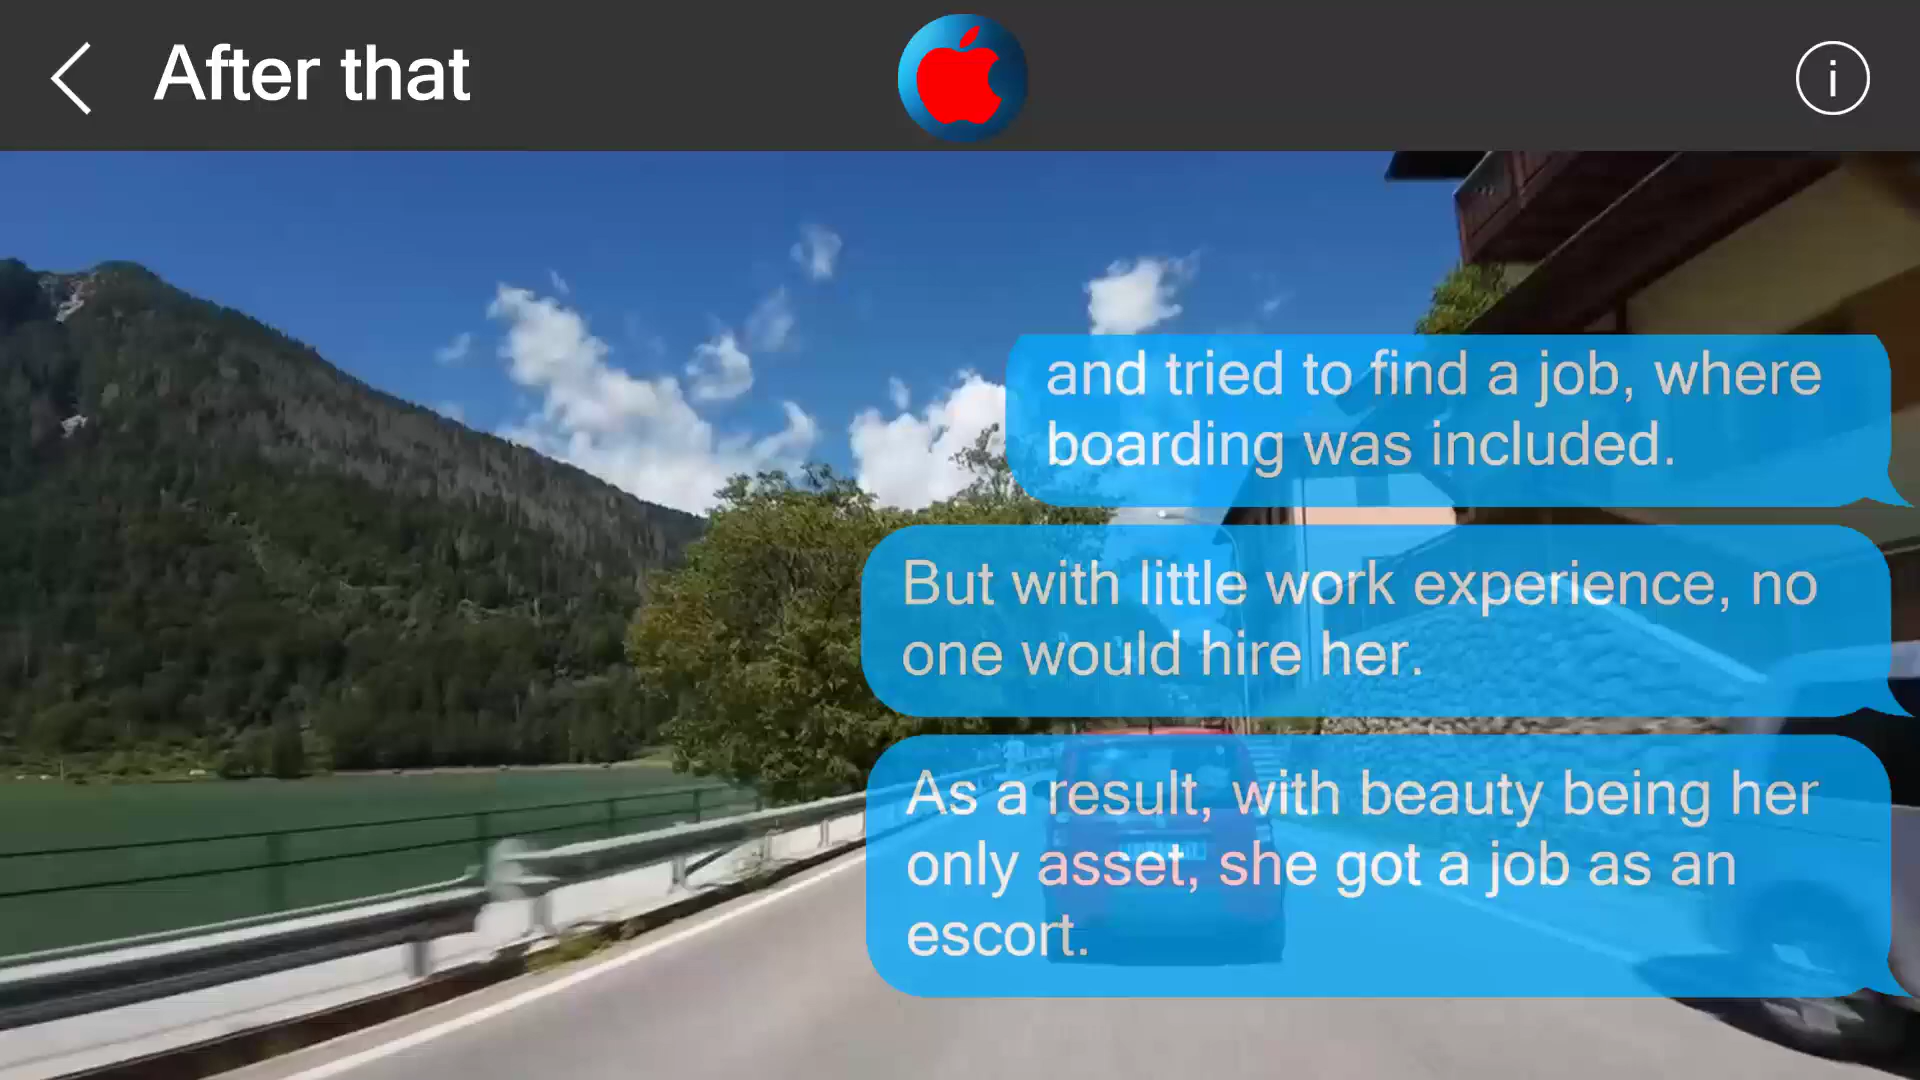 After that
and tried to find a job, where
boarding was included.
But with little work experience, no
one would hire her.
As a result, with beauty being her
only asset, she got a job as an
escort.